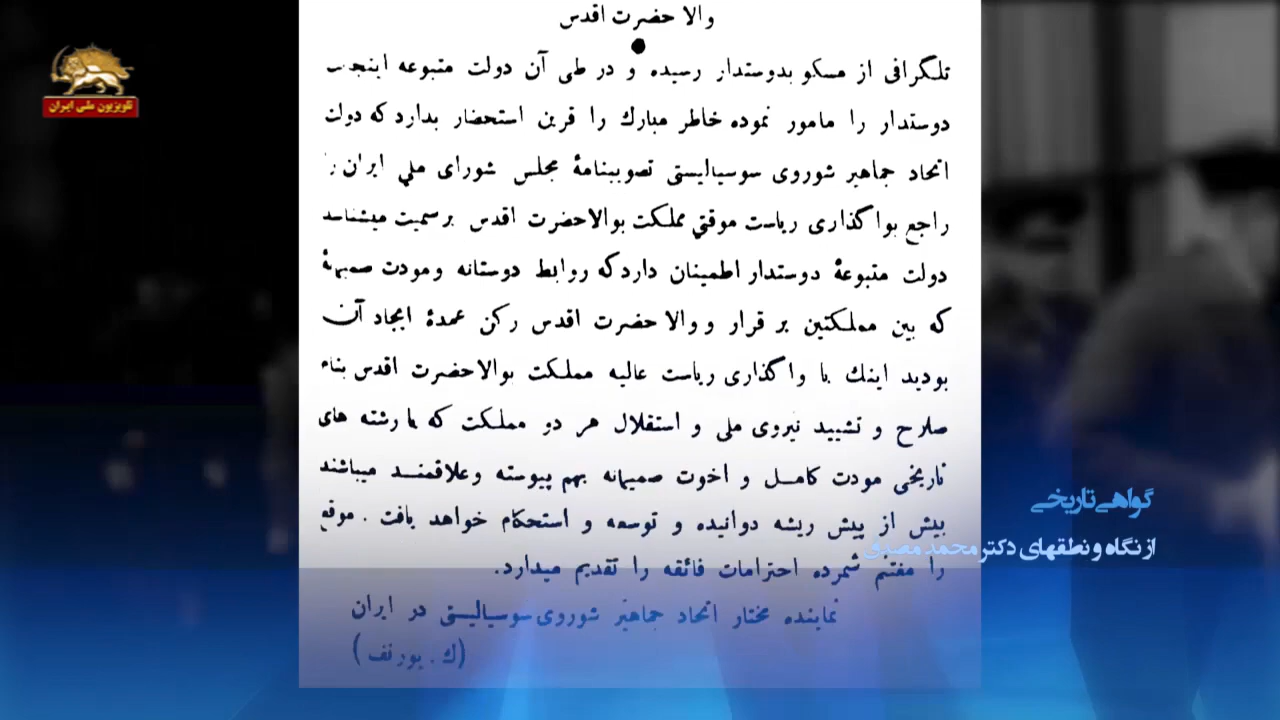 والا حضرت اقدس
تلگرافی از مسکو بدوستدار رسیده و در طی آن دولت متبوعه اینجانب
دوستدار را مامور نموده خاطر مبارک را قرین استحضار بدارد که دولت
اتحاد جماهیر شوروی سوسیالیستی تصویبنامهٔ مجلس شورای ملی ایران را
راجع بواگذاری ریاست موقتی مملکت بوالاحضرت اقدس برسمیت میشناسد
دولت متبوعهٔ دوستدار اطمینان دارد که روابط دوستانه ومودت صمیمانهٔ
که بین مملکتین بر قرار و والا حضرت اقدس رکن عمدهٔ ایجاد آن
بودید اینک با واگذاری ریاست عالیه مملکت بوالاحضرت اقدس بناء
صلاح و تشیید نیروی ملی و استقلال هر دو مملکت که با رشته های
تاریخی مودت کامل و اخوت صمیمانه بهم پیوسته وعلاقمند میباشند
بیش از پیش ریشه دوانیده و توسعه و استحکام خواهد یافت . موقع
را مغتنم شمرده احترامات فائقه را تقدیم میدارد.
نماینده مختار اتحاد جماهیر شوروی سوسیالیستی در ایران
(ک . یورنف)
تلویزیون ملی ایران
گواهی تاریخی
از نگاه و نطقهای دکتر محمد مصدق